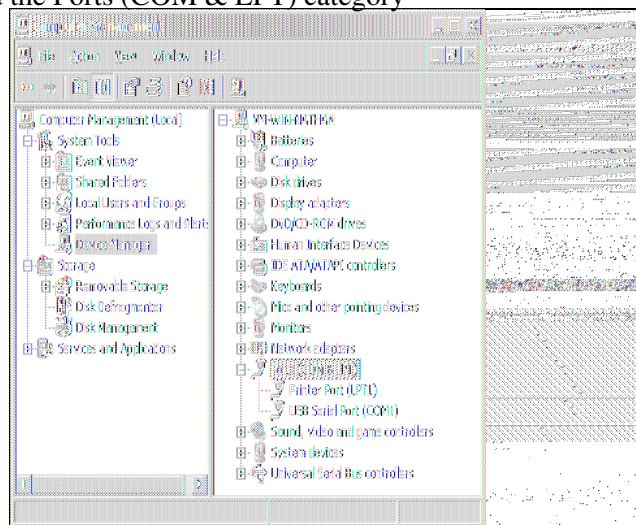 the Ports (COM & LPT) category
Computer Management
File Action View Window Help
Computer Management (Local)
System Tools
Event Viewer
Shared Folders
Local Users and Groups
Performance Logs and Alerts
Device Manager
Storage
Removable Storage
Disk Defragmenter
Disk Management
Services and Applications
Batteries
Computer
Disk drives
Display adapters
DVD/CD-ROM drives
Human Interface Devices
IDE ATA/ATAPI controllers
Keyboards
Mice and other pointing devices
Monitors
Network adapters
Ports (COM & LPT)
Printer Port (LPT1)
USB Serial Port
Sound, video and game controllers
System devices
Universal Serial Bus controllers